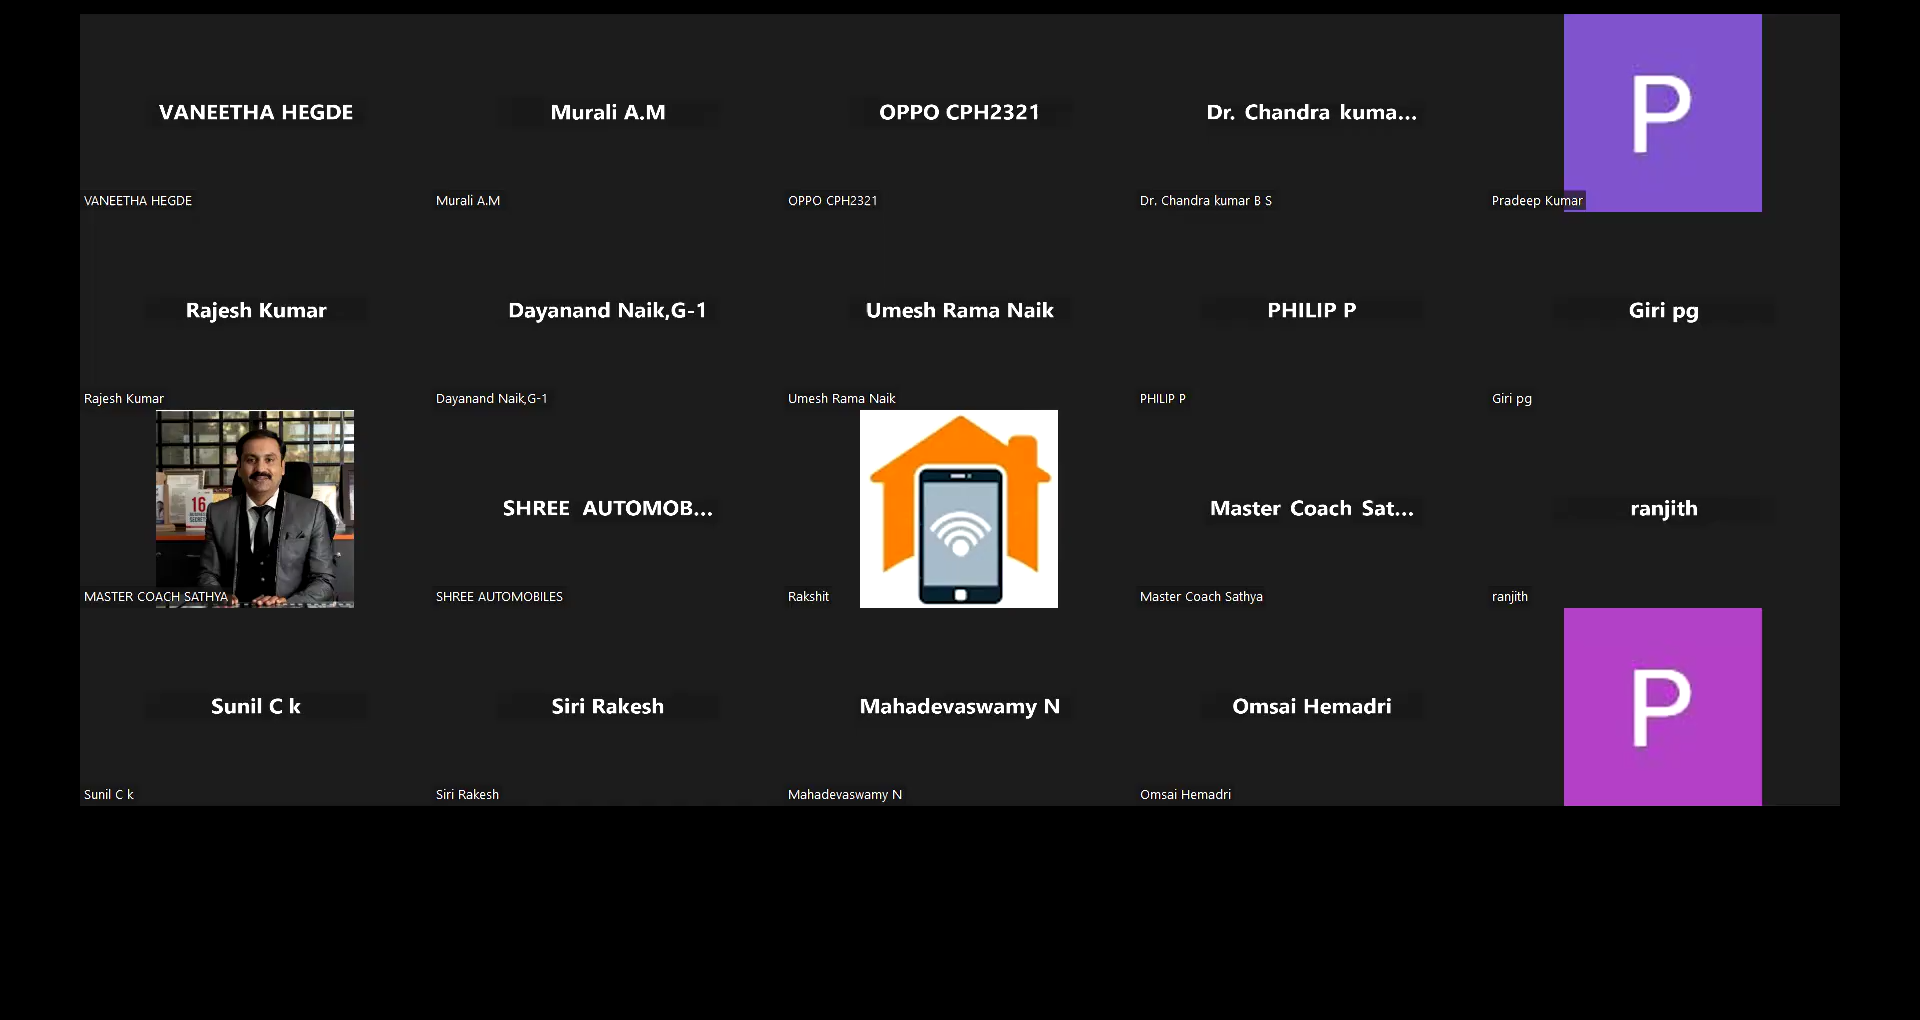 VANEETHA HEGDE
VANEETHA HEGDE
Murali A.M
Murali A.M
OPPO CPH2321
OPPO CPH2321
Dr. Chandra kuma...
Dr. Chandra kumar B S
P
Pradeep Kumar
Rajesh Kumar
Rajesh Kumar
Dayanand Naik,G-1
Dayanand Naik,G-1
Umesh Rama Naik
Umesh Rama Naik
PHILIP P
PHILIP P
Giri pg
Giri pg
16
MASTER COACH SATHYA
SHREE AUTOMOB...
SHREE AUTOMOBILES
Rakshit
Master Coach Sat...
Master Coach Sathya
ranjith
ranjith
Sunil C k
Sunil C k
Siri Rakesh
Siri Rakesh
Mahadevaswamy N
Mahadevaswamy N
Omsai Hemadri
Omsai Hemadri
P